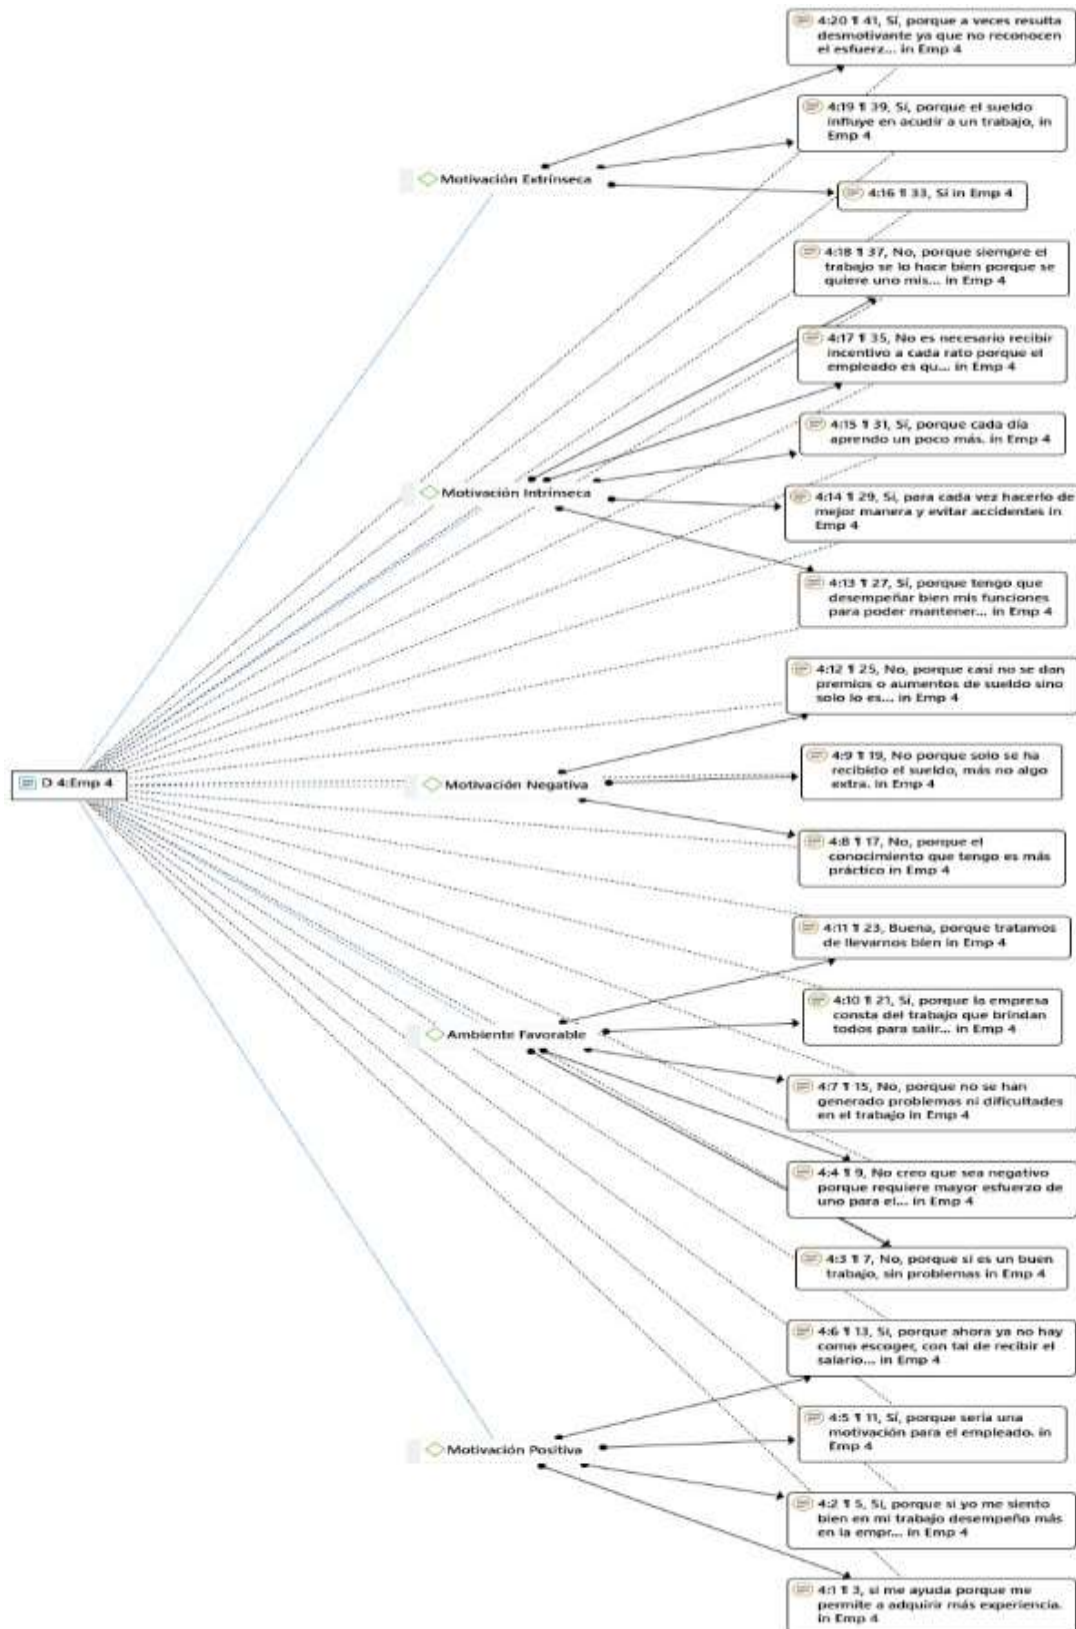 4:20 ¶ 41, Sí, porque a veces resulta
desmotivante ya que no reconocen
el esfuerz... in Emp 4
4:19 ¶ 39, Sí, porque el sueldo
influye en acudir a un trabajo, in
Emp 4
Motivación Extrínseca
4:16 ¶ 33, Sí in Emp 4
4:18 ¶ 37, No, porque siempre el
trabajo se lo hace bien porque se
quiere uno mis... in Emp 4
4:17 ¶ 35, No es necesario recibir
incentivo a cada rato porque el
empleado es qu... in Emp 4
4:15 ¶ 31, Sí, porque cada día
aprendo un poco más. in Emp 4
Motivación Intrínseca
4:14 ¶ 29, Sí, para cada vez hacerlo de
mejor manera y evitar accidentes in
Emp 4
4:13 ¶ 27, Sí, porque tengo que
desempeñar bien mis funciones
para poder mantener... in Emp 4
4:12 ¶ 25, No, porque casi no se dan
premios o aumentos de sueldo sino
solo lo es... in Emp 4
D 4:Emp 4
Motivación Negativa
4:9 ¶ 19, No porque solo se ha
recibido el sueldo, más no algo
extra. in Emp 4
4:8 ¶ 17, No, porque el
conocimiento que tengo es más
práctico in Emp 4
4:11 ¶ 23, Buena, porque tratamos
de llevarnos bien in Emp 4
4:10 ¶ 21, Sí, porque la empresa
consta del trabajo que brindan
todos para salir... in Emp 4
Ambiente Favorable
4:7 ¶ 15, No, porque no se han
generado problemas ni dificultades
en el trabajo in Emp 4
4:4 ¶ 9, No creo que sea negativo
porque requiere mayor esfuerzo de
uno para el... in Emp 4
4:3 ¶ 7, No, porque si es un buen
trabajo, sin problemas in Emp 4
4:6 ¶ 13, Sí, porque ahora ya no hay
como escoger, con tal de recibir el
salario... in Emp 4
Motivación Positiva
4:5 ¶ 11, Sí, porque sería una
motivación para el empleado. in
Emp 4
4:2 ¶ 5, Sí, porque si yo me siento
bien en mi trabajo desempeño más
en la empr... in Emp 4
4:1 ¶ 3, si me ayuda porque me
permite a adquirir más experiencia.
in Emp 4